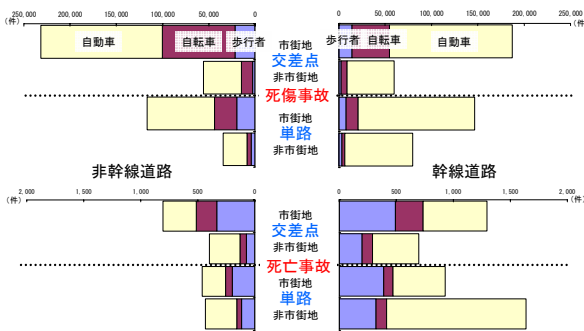 250,000 200,000 150,000 100,000 50,000 0 0 50,000 100,000 150,000 200,000 250,000
(件) (件)
自動車 自転車 歩行者 市街地 歩行者 自転車 自動車
交差点
非市街地
死傷事故
市街地
単路
非市街地
非幹線道路 幹線道路
2,000 1,500 1,000 500 0 0 500 1,000 1,500 2,000
(件) (件)
市街地
交差点
非市街地
死亡事故
市街地
単路
非市街地